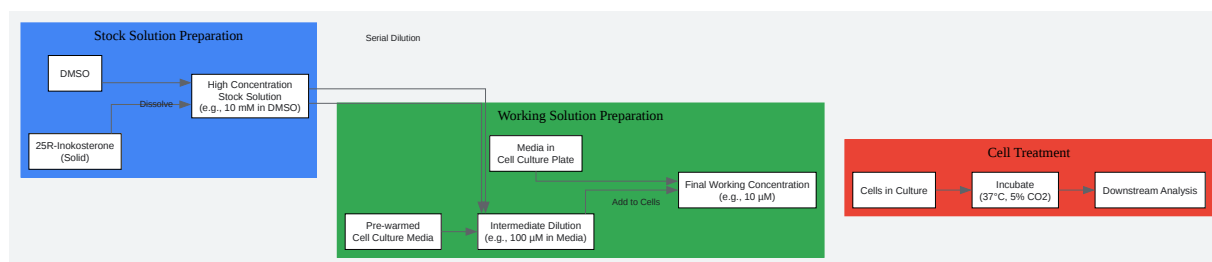 Stock Solution Preparation
DMSO
High Concentration
Stock Solution
(e.g., 10 mM in DMSO)
Dissolve
25R-Inokosterone
(Solid)
Serial Dilution
Working Solution Preparation
Media in
Cell Culture Plate
Final Working Concentration
(e.g., 10 µM)
Add to Cells
Pre-warmed
Cell Culture Media
Intermediate Dilution
(e.g., 100 µM in Media)
Cell Treatment
Cells in Culture
Incubate
(37°C, 5% CO2)
Downstream Analysis